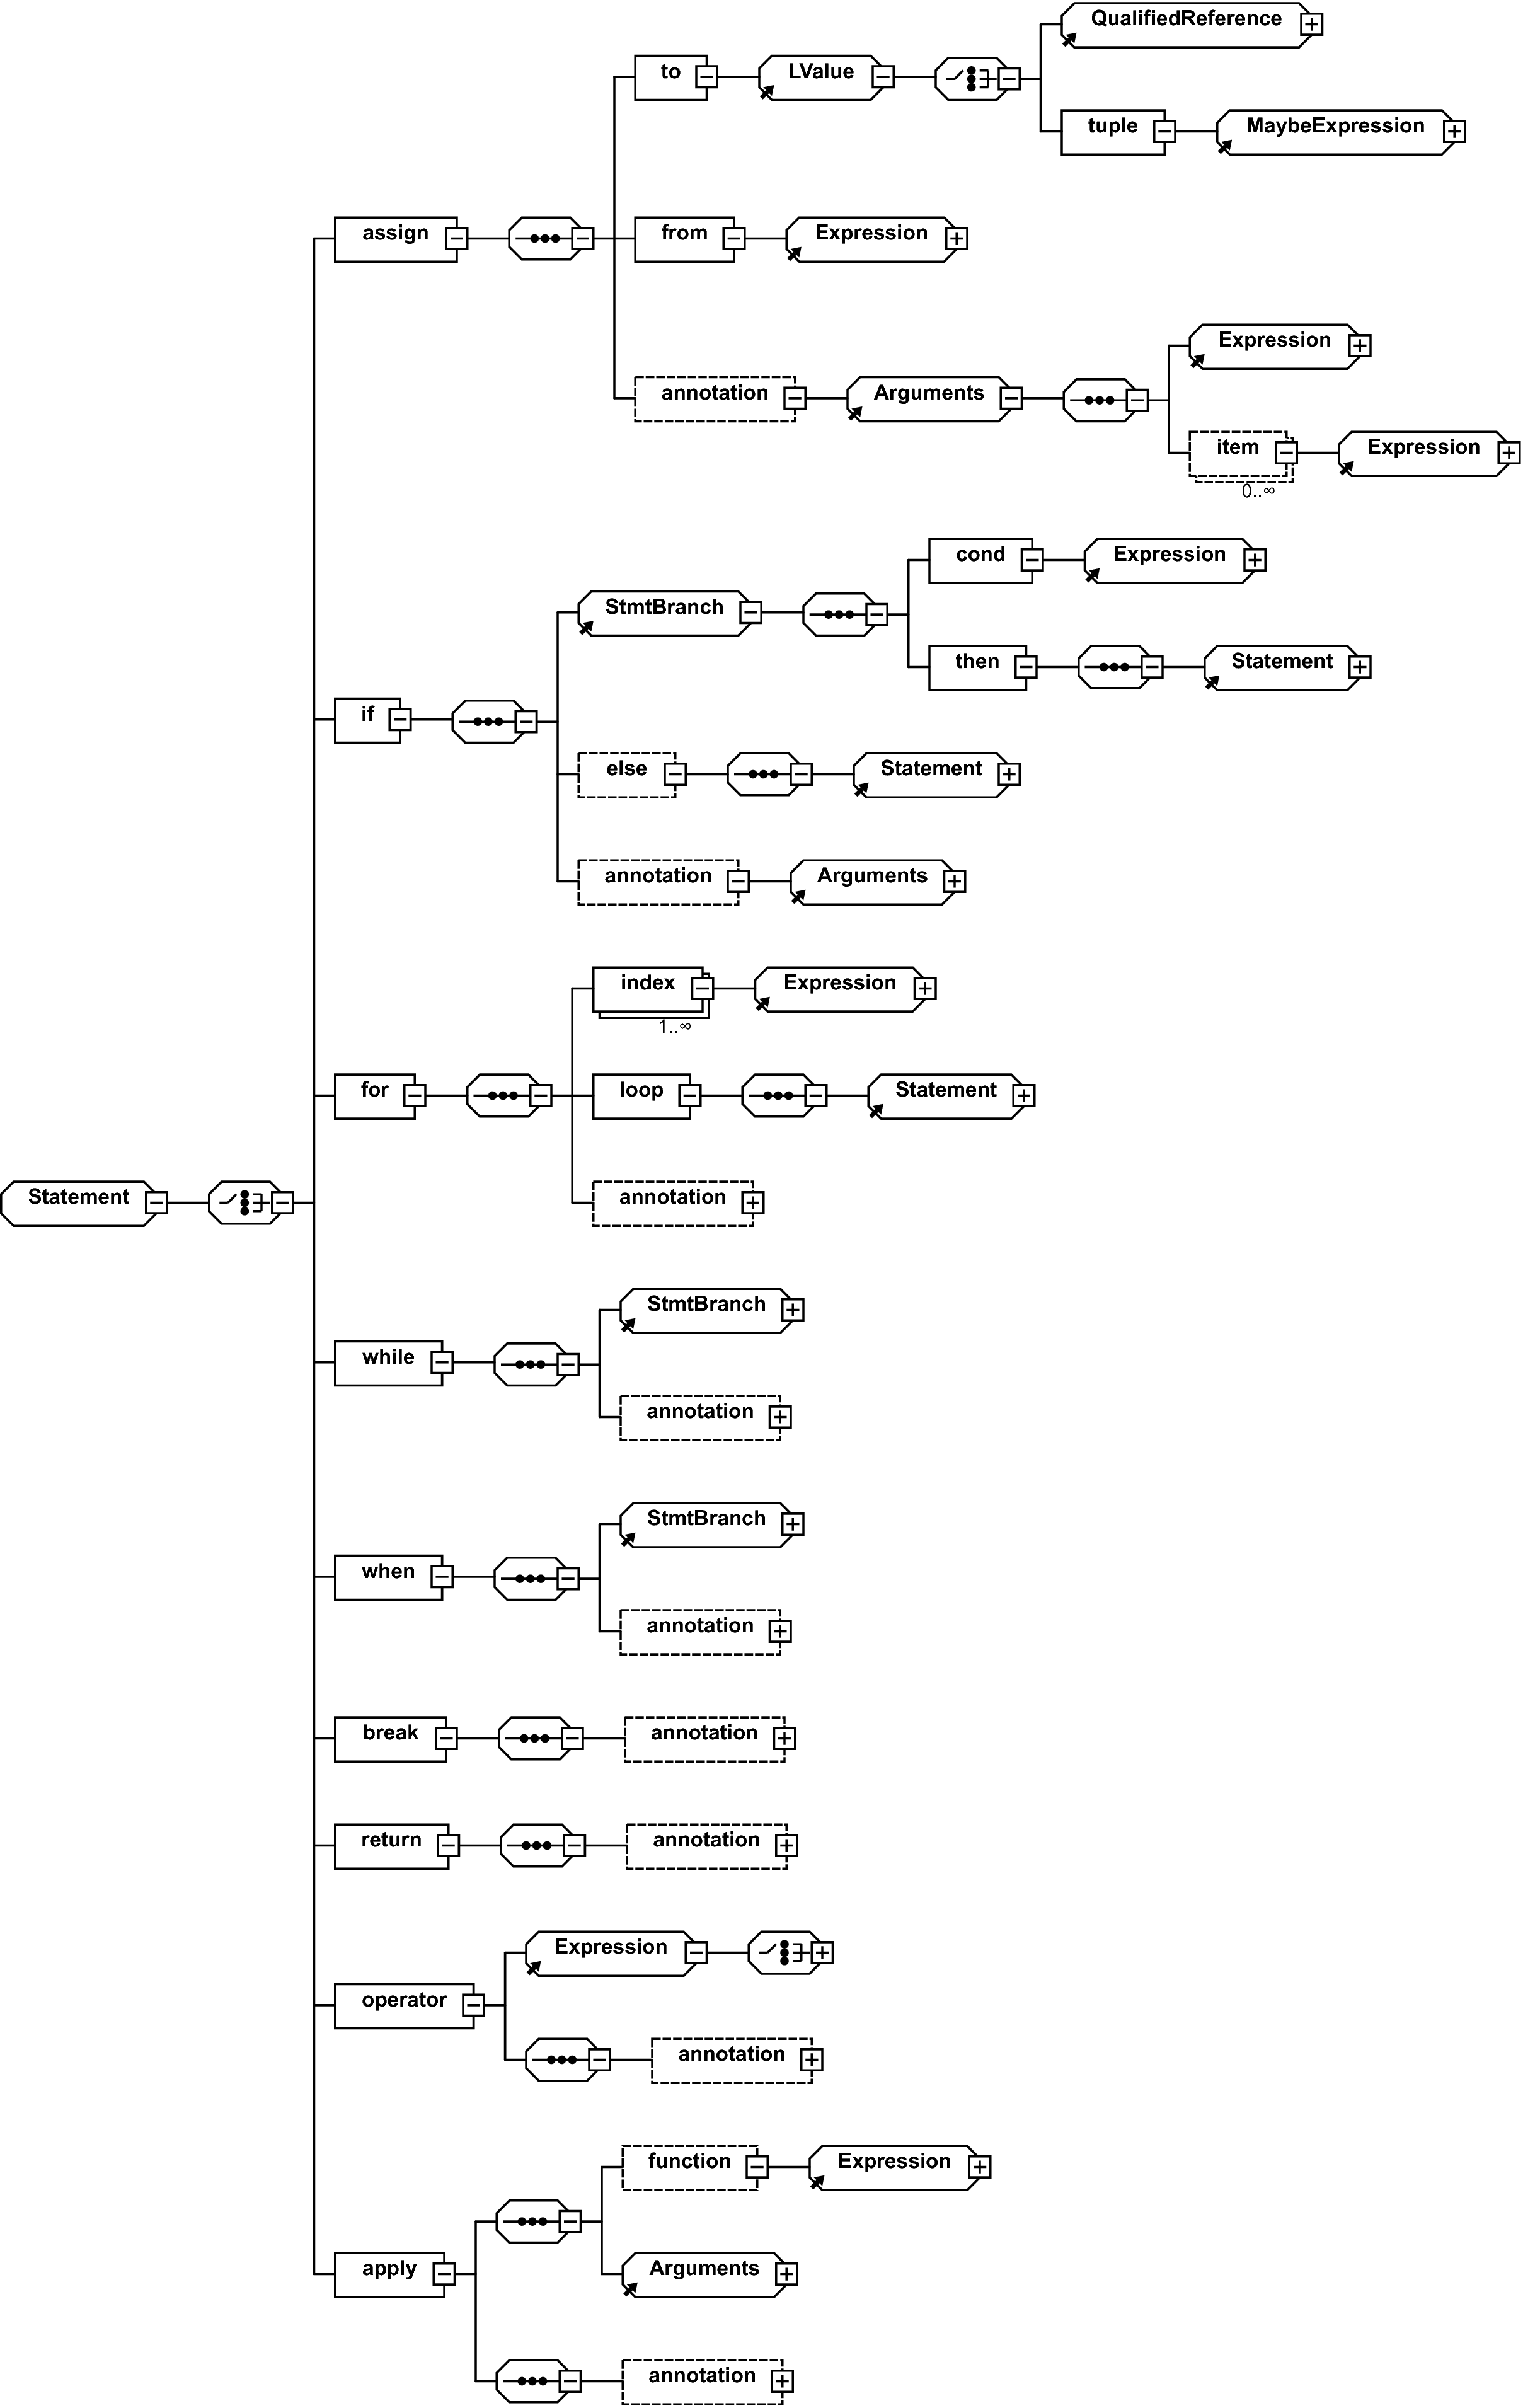 QualifiedReference
to
LValue
tuple
MaybeExpression
assign
from
Expression
Expression
annotation
Arguments
item
Expression
0..∞
cond
Expression
StmtBranch
then
Statement
if
else
Statement
annotation
Arguments
index
Expression
1..∞
for
loop
Statement
Statement
annotation
StmtBranch
while
annotation
StmtBranch
when
annotation
break
annotation
return
annotation
Expression
operator
annotation
function
Expression
apply
Arguments
annotation